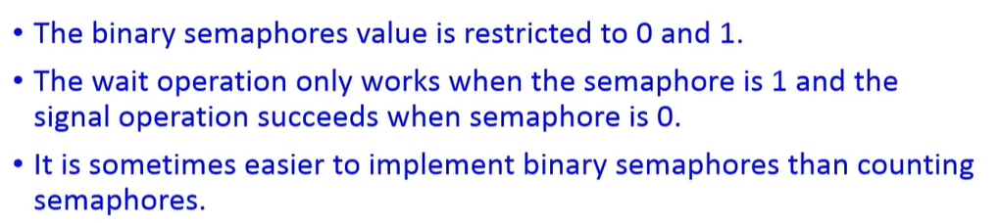 • The binary semaphores value is restricted to 0 and 1.
• The wait operation only works when the semaphore is 1 and the
signal operation succeeds when semaphore is 0.
• It is sometimes easier to implement binary semaphores than counting
semaphores.